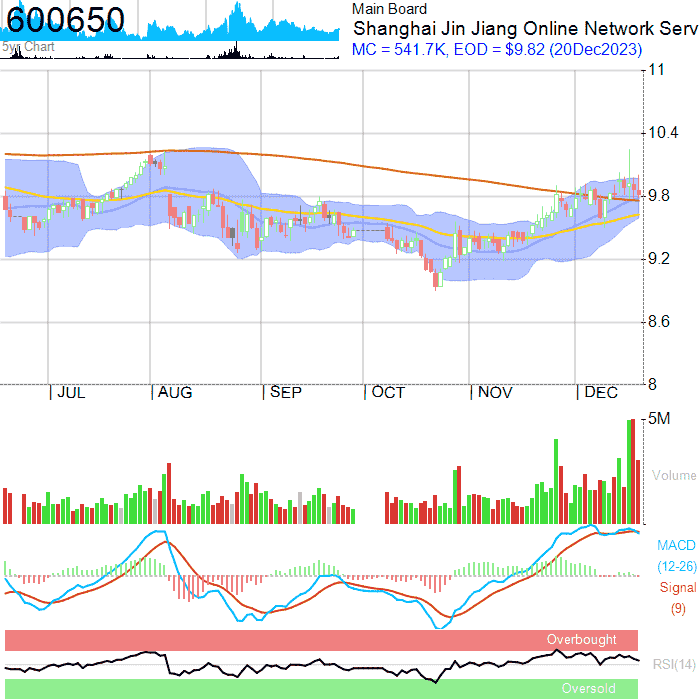 600650
5yr Chart
Main Board
Shanghai Jin Jiang Online Network Serv
MC = 541.7K, EOD = $9.82 (20Dec2023)
11
10.4
9.8
9.2
8.6
8
JUL AUG SEP OCT NOV DEC
5M
Volume
MACD
(12-26)
Signal
(9)
Overbought
RSI(14)
Oversold